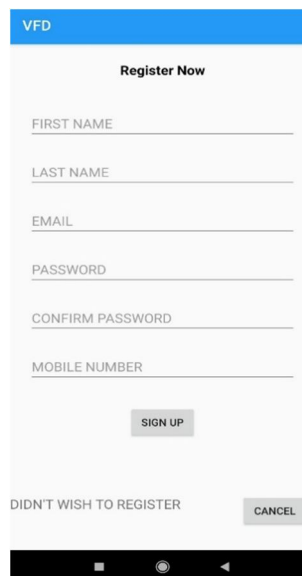 VFD
Register Now
FIRST NAME
LAST NAME
EMAIL
PASSWORD
CONFIRM PASSWORD
MOBILE NUMBER
SIGN UP
DIDN'T WISH TO REGISTER
CANCEL